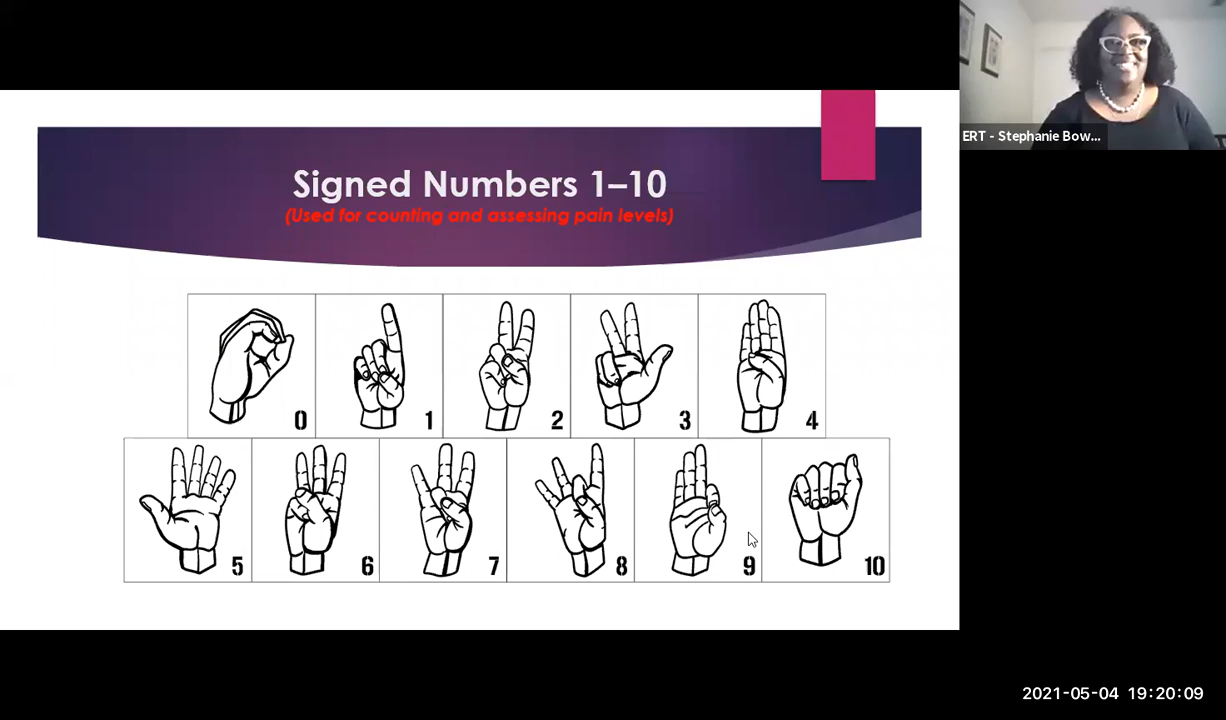 ERT - Stephanie Bow...
Signed Numbers 1–10
(Used for counting and assessing pain levels)
0 1 2 3 4
5 6 7 8 9 10
2021-05-04 19:20:09